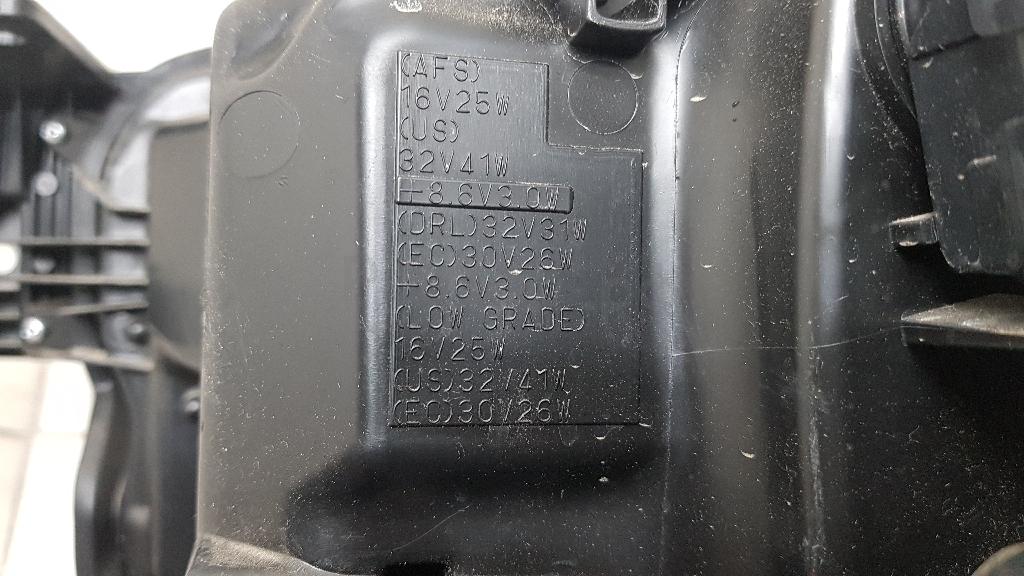 (AFS)
16V25W
(US)
32V41W
+8.6V3.0W
(DRL)32V31W
(EC)30V26W
+8.6V3.0W
(LOW GRADE)
16V25W
(US)32V41W
(EC)30V26W